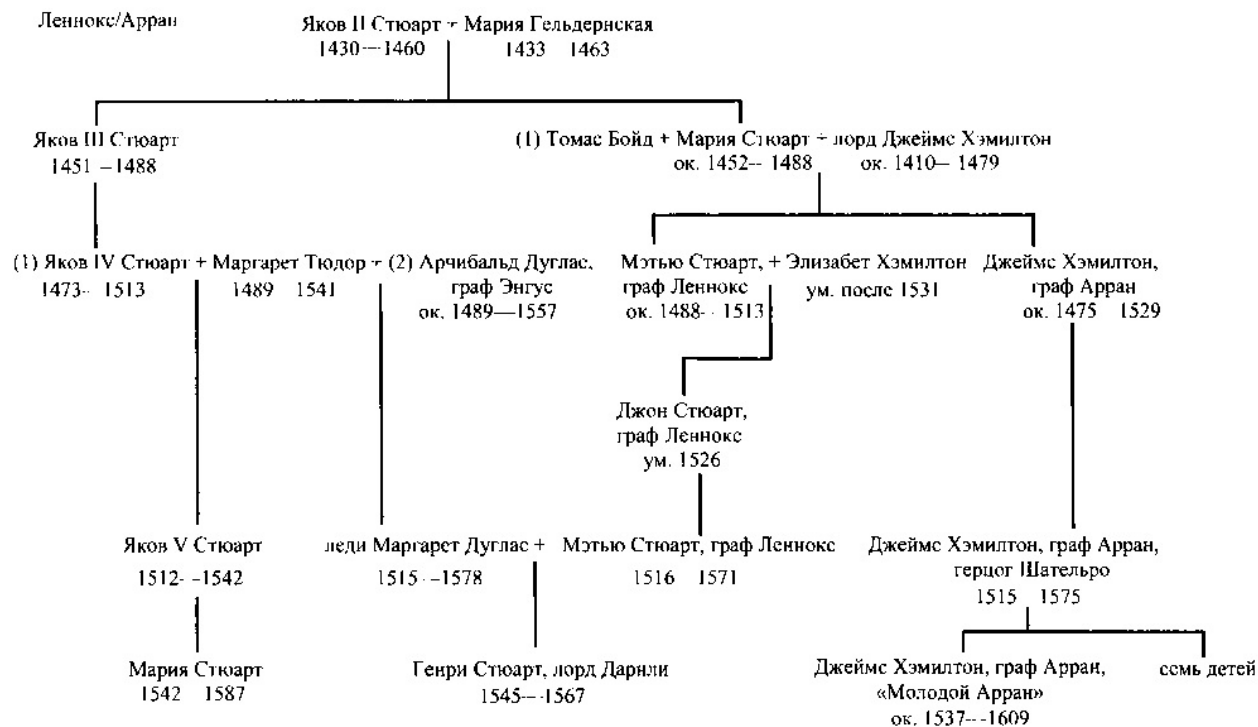 Леннокс/Арран
Яков II Стюарт + Мария Гельдернская
1430—1460 1433 1463
Яков III Стюарт
1451 –1488
(1) Томас Бойд + Мария Стюарт + лорд Джеймс Хэмилтон
ок. 1452-- 1488 ок. 1410— 1479
(1) Яков IV Стюарт + Маргарет Тюдор + (2) Арчибальд Дуглас,
граф Энгус
1473- 1513 1489 1541
ок. 1489—1557
Мэтью Стюарт, + Элизабет Хэмилтон
граф Леннокс ум. после 1531
ок. 1488-- 1513
Джеймс Хэмилтон,
граф Арран
ок. 1475 1529
Джон Стюарт,
граф Леннокс
ум. 1526
Яков V Стюарт
1512- -1542
леди Маргарет Дуглас + Мэтью Стюарт, граф Леннокс
1515 –1578 1516 1571
Джеймс Хэмилтон, граф Арран,
герцог Шательро
1515 1575
Мария Стюарт
1542 1587
Генри Стюарт, лорд Дарнли
1545-- 1567
Джеймс Хэмилтон, граф Арран,
«Молодой Арран»
ок. 1537-- -1609
семь детей